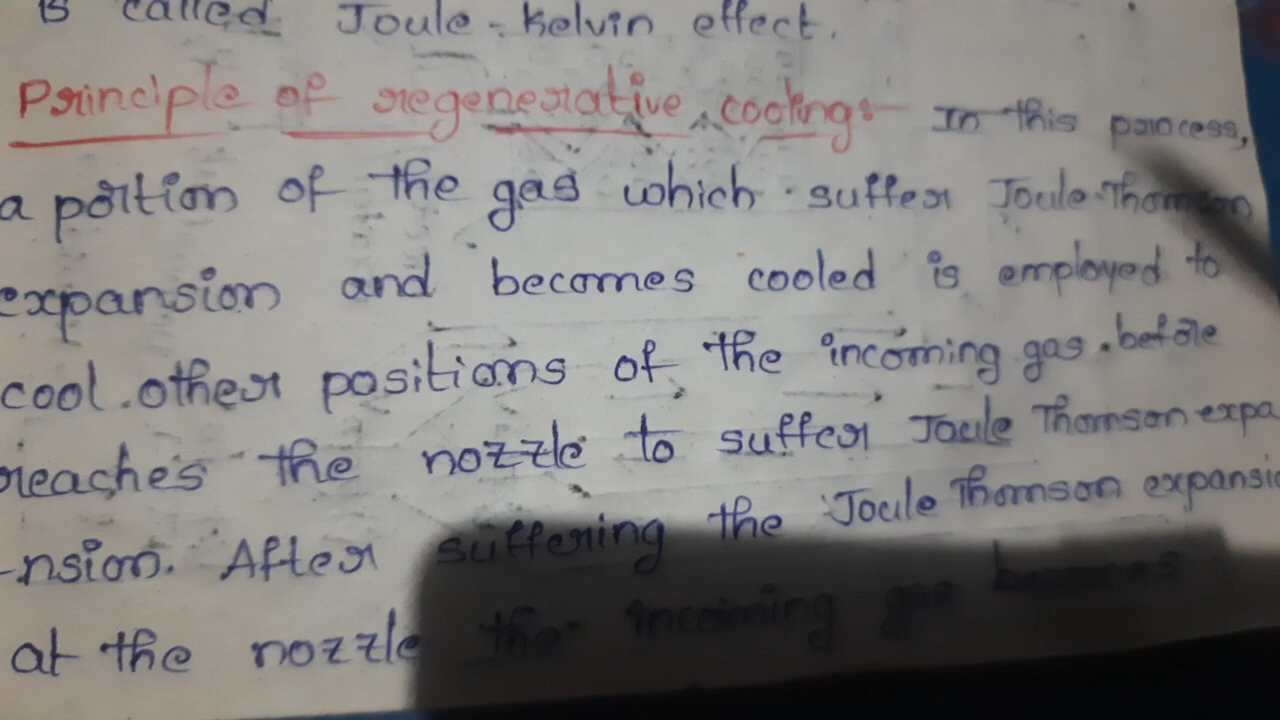 is called Joule-Kelvin effect.
Principle of regenerative cooling:- In this process,
a portion of the gas which suffer Joule-Thomson
expansion and becomes cooled is employed to
cool other positions of the incoming gas before
reaches the nozzle to suffer Joule Thomson expa
-nsion. After suffering the Joule Thomson expansio
at the nozzle the incoming gas becomes